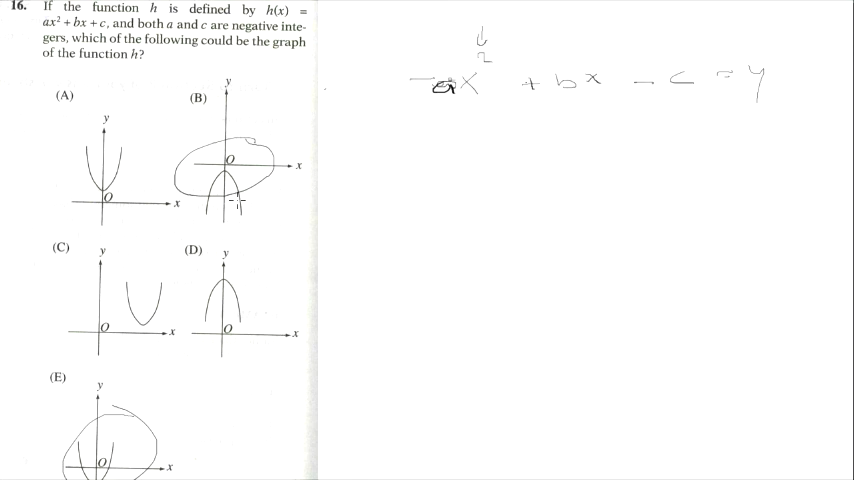 16. If the function h is defined by h(x) =
ax² + bx + c, and both a and c are negative inte-
gers, which of the following could be the graph
of the function h?
(A)
y
O
x
(B)
y
O
x
(C)
y
O
x
(D)
y
O
x
(E)
y
O
x
2
- ax + bx - c = y